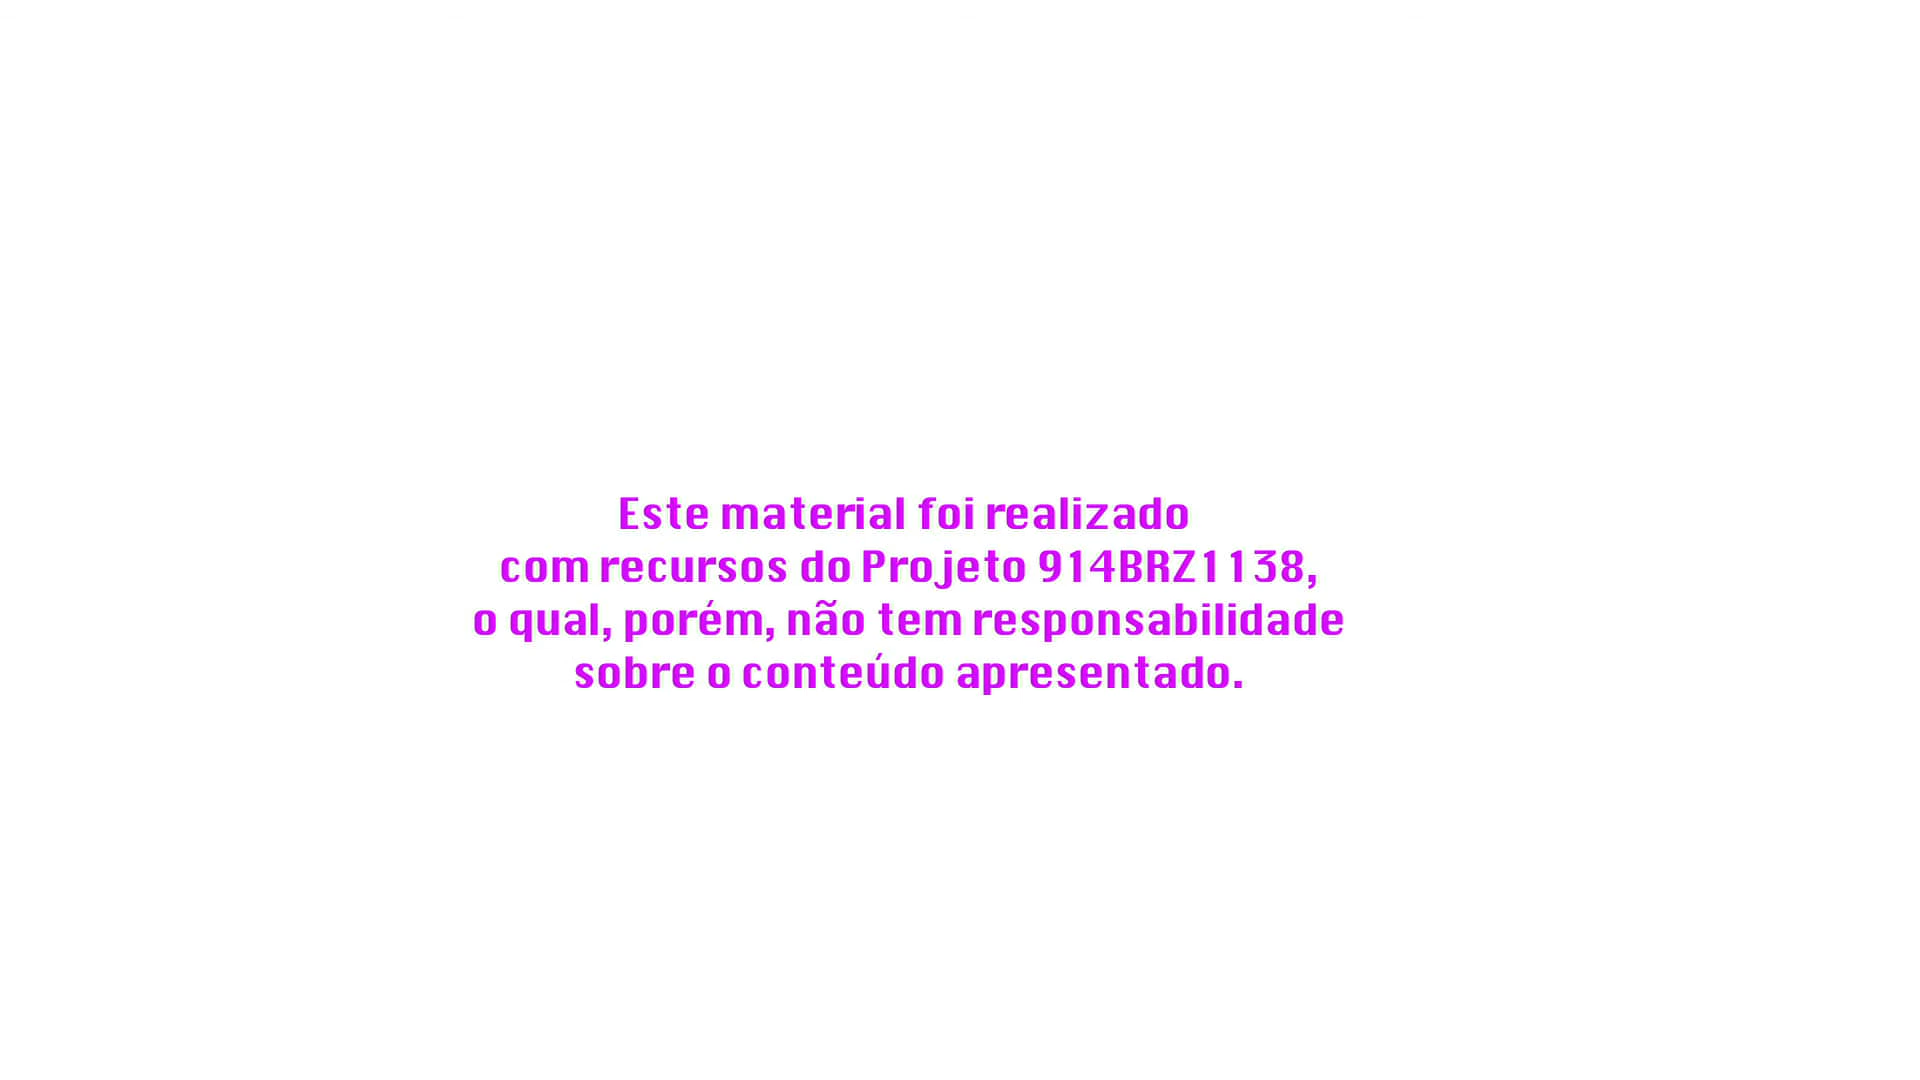 Este material foi realizado
com recursos do Projeto 914BRZ1138,
o qual, porém, não tem responsabilidade
sobre o conteúdo apresentado.